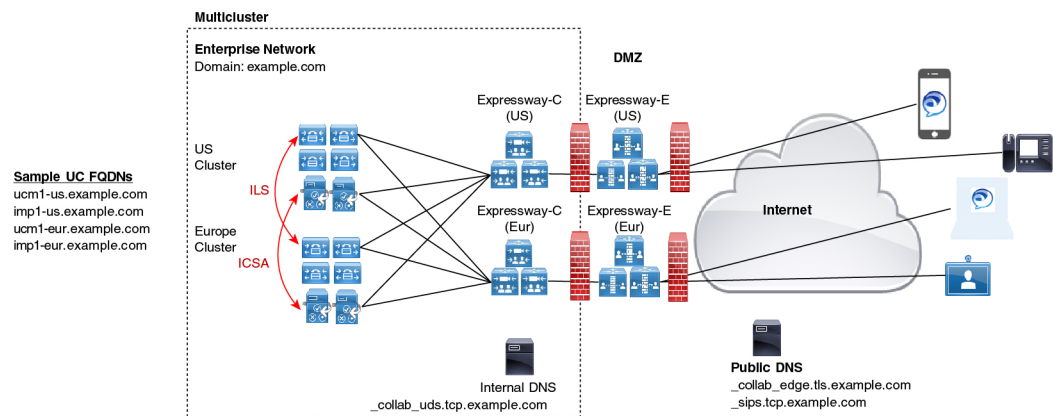 Multicluster
Enterprise Network
Domain: example.com
DMZ
Expressway-C
(US)
Expressway-E
(US)
US
Cluster
Sample UC FQDNs
ucm1-us.example.com
imp1-us.example.com
ucm1-eur.example.com
imp1-eur.example.com
ILS
Internet
Expressway-C
(Eur)
Expressway-E
(Eur)
Europe
Cluster
ICSA
Internal DNS
_collab_uds.tcp.example.com
Public DNS
_collab_edge.tls.example.com
_sips.tcp.example.com